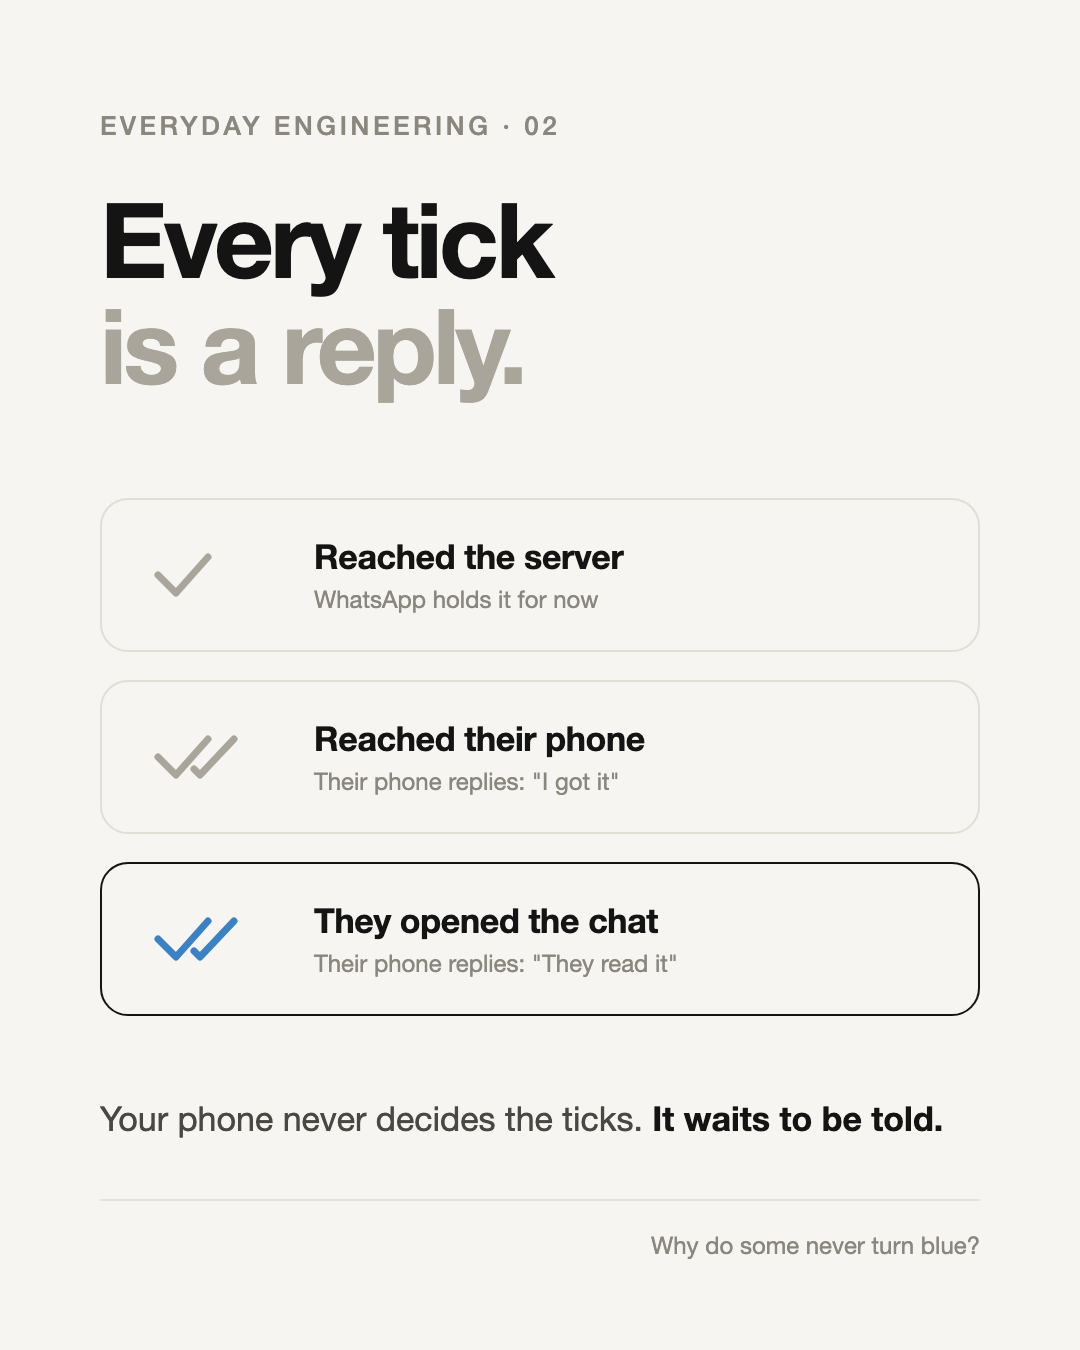 EVERYDAY ENGINEERING · 02
Every tick
is a reply.
Reached the server
WhatsApp holds it for now
Reached their phone
Their phone replies: "I got it"
They opened the chat
Their phone replies: "They read it"
Your phone never decides the ticks. It waits to be told.
Why do some never turn blue?